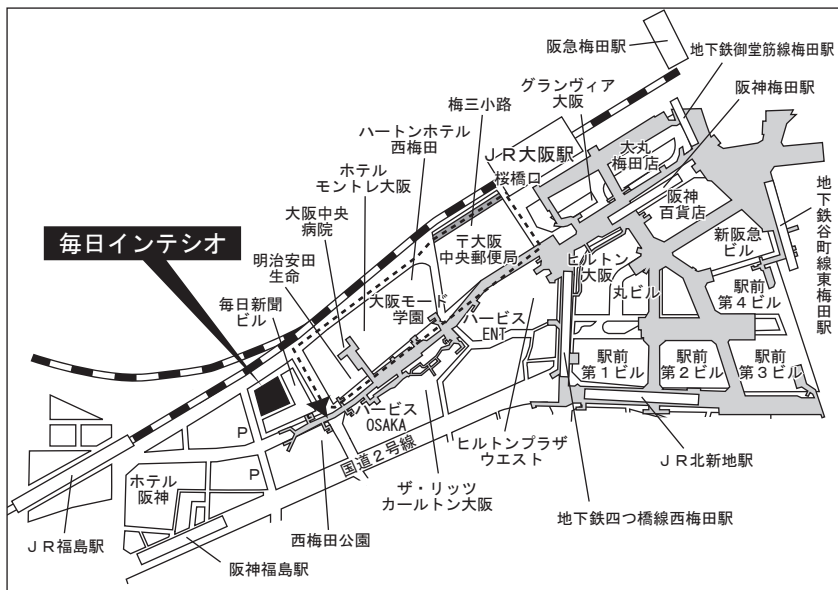 阪急梅田駅
地下鉄御堂筋線梅田駅
グランヴィア
大阪
阪神梅田駅
梅三小路
ハートンホテル
西梅田
ＪＲ大阪駅
桜橋口
大丸
梅田店
ホテル
モントレ大阪
阪神
百貨店
地下鉄谷町線東梅田駅
大阪中央
病院
〒大阪
中央郵便局
新阪急
ビル
毎日インテシオ
明治安田
生命
ヒルトン
大阪
丸ビル
駅前
第４ビル
毎日新聞
ビル
大阪モード
学園
ハービス
ENT
駅前
第１ビル
駅前
第２ビル
駅前
第３ビル
ハービス
OSAKA
P
P
国道２号線
ヒルトンプラザ
ウエスト
ＪＲ北新地駅
ホテル
阪神
ザ・リッツ
カールトン大阪
地下鉄四つ橋線西梅田駅
ＪＲ福島駅
西梅田公園
阪神福島駅